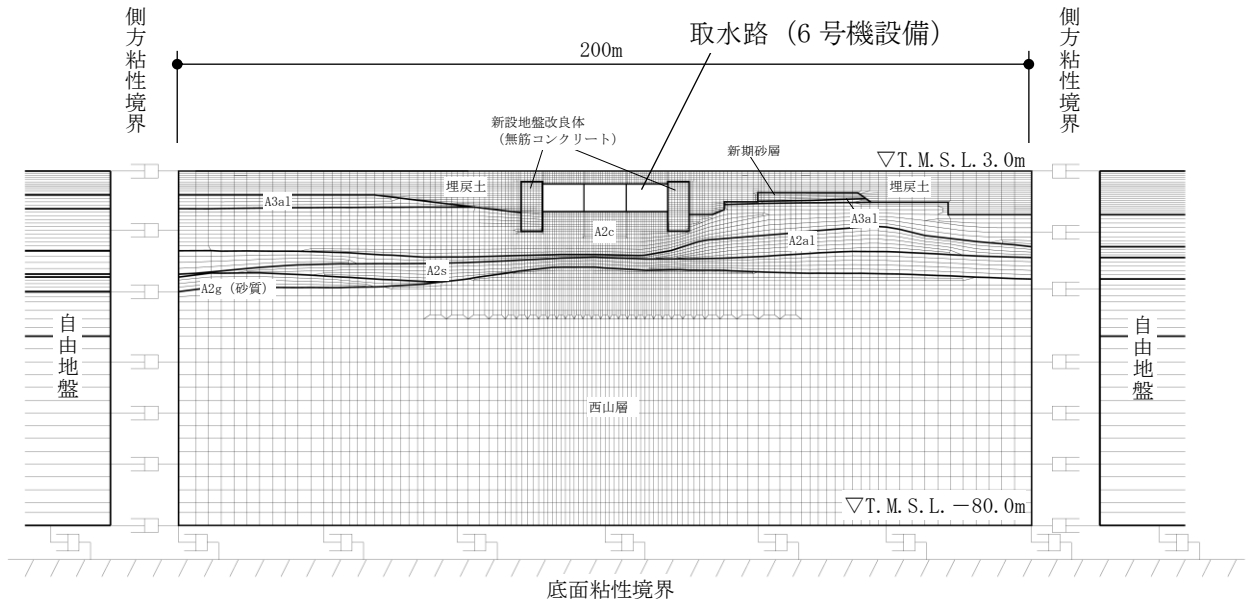 側方粘性境界
側方粘性境界
取水路（6 号機設備）
200m
新設地盤改良体
（無筋コンクリート）
新期砂層
▽T.M.S.L.3.0m
埋戻土
埋戻土
A3a1
A3a1
A2c
A2a1
A2s
A2g（砂質）
自由地盤
自由地盤
西山層
▽T.M.S.L.－80.0m
底面粘性境界